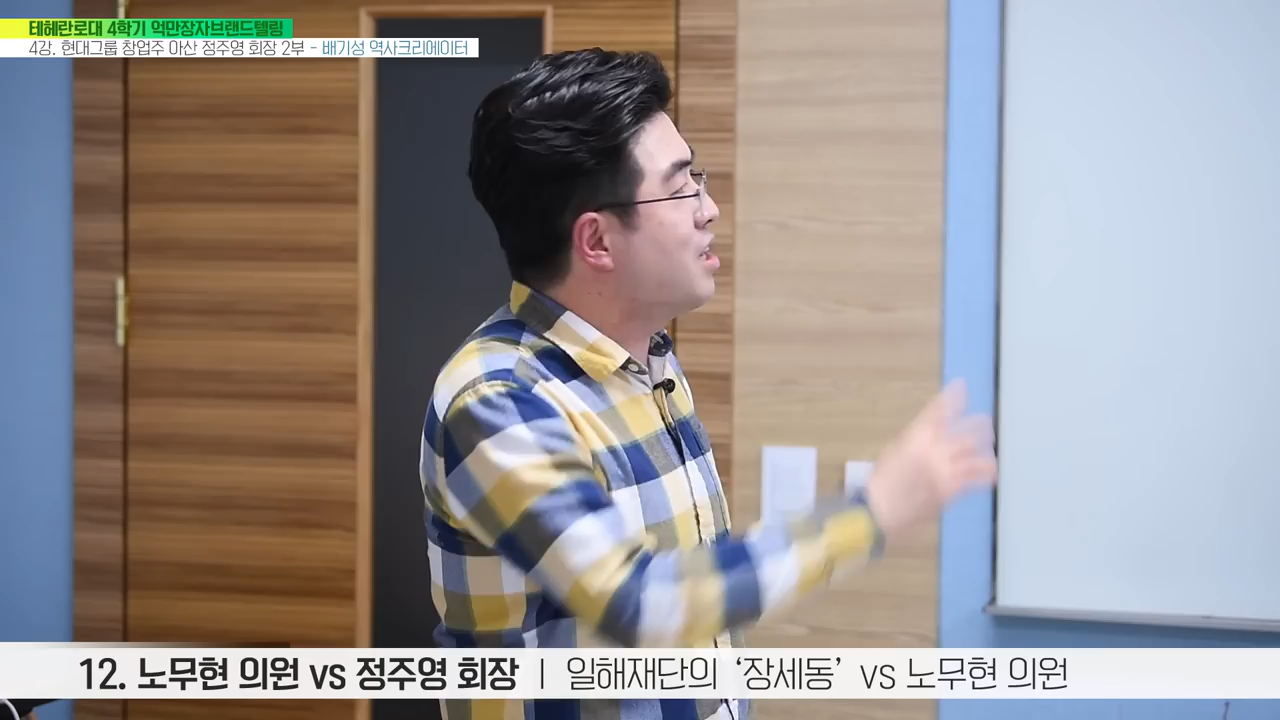 테헤란로대 4학기 억만장자브랜드텔링
4강. 현대그룹 창업주 아산 정주영 회장 2부 - 배기성 역사크리에이터
12. 노무현 의원 vs 정주영 회장 | 일해재단의 ‘장세동’ vs 노무현 의원